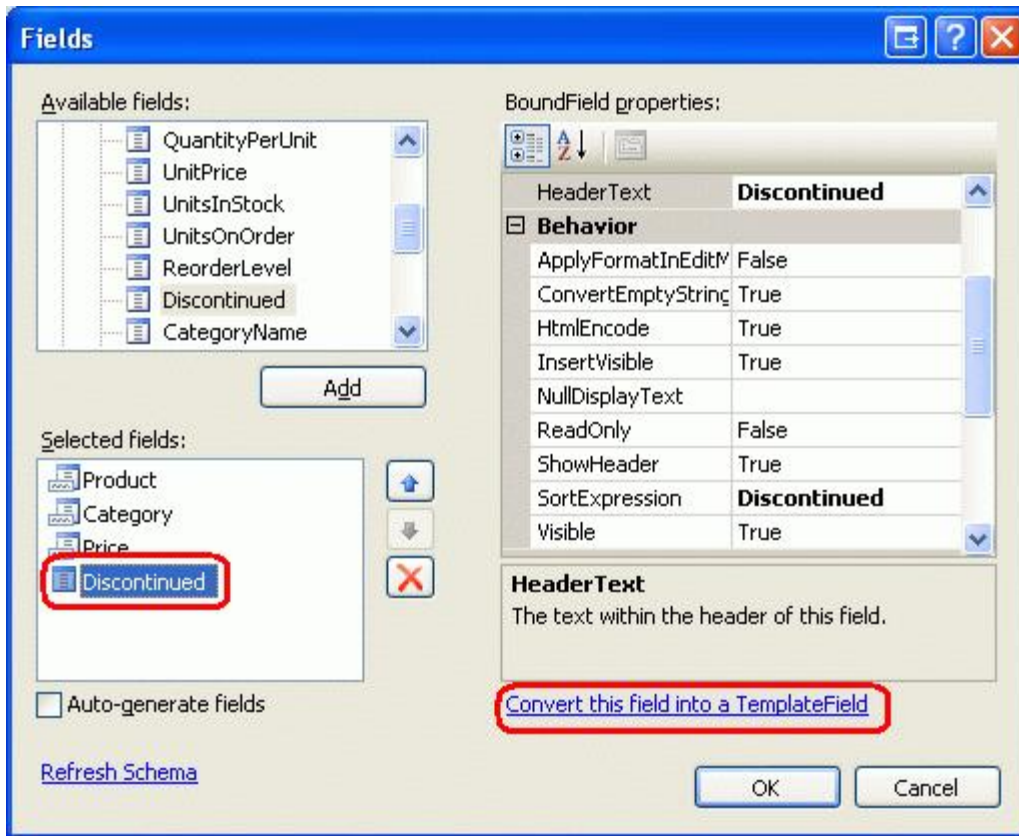 Fields
Available fields:
QuantityPerUnit
UnitPrice
UnitsInStock
UnitsOnOrder
ReorderLevel
Discontinued
CategoryName
Add
Selected fields:
Product
Category
Price
Discontinued
Auto-generate fields
Refresh Schema
BoundField properties:
HeaderText Discontinued
Behavior
ApplyFormatInEditM False
ConvertEmptyString True
HtmlEncode True
InsertVisible True
NullDisplayText
ReadOnly False
ShowHeader True
SortExpression Discontinued
Visible True
HeaderText
The text within the header of this field.
Convert this field into a TemplateField
OK Cancel